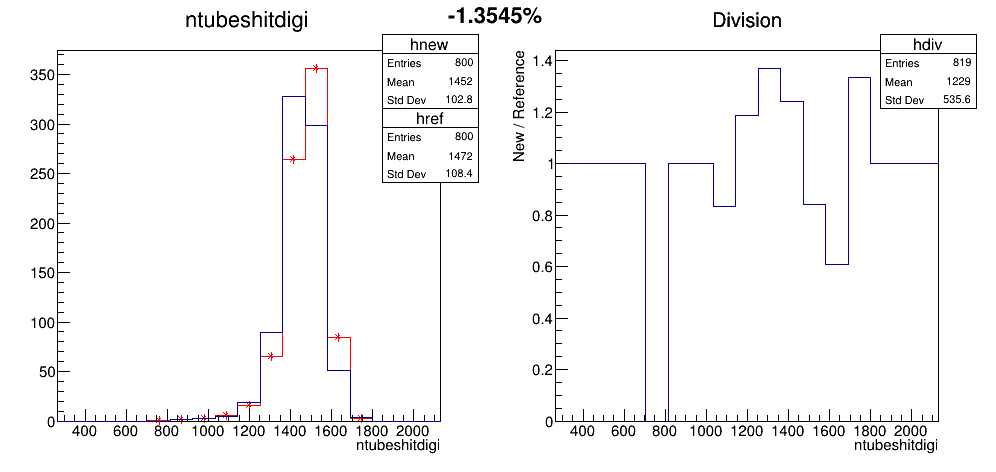 -1.3545%
ntubeshitdigi
hnew
Entries 800
Mean 1452
Std Dev 102.8
href
Entries 800
Mean 1472
Std Dev 108.4
350
300
250
200
150
100
50
0
400 600 800 1000 1200 1400 1600 1800 2000
ntubeshitdigi
Division
hdiv
Entries 819
Mean 1229
Std Dev 535.6
New / Reference
1.4
1.2
1
0.8
0.6
0.4
0.2
0
400 600 800 1000 1200 1400 1600 1800 2000
ntubeshitdigi